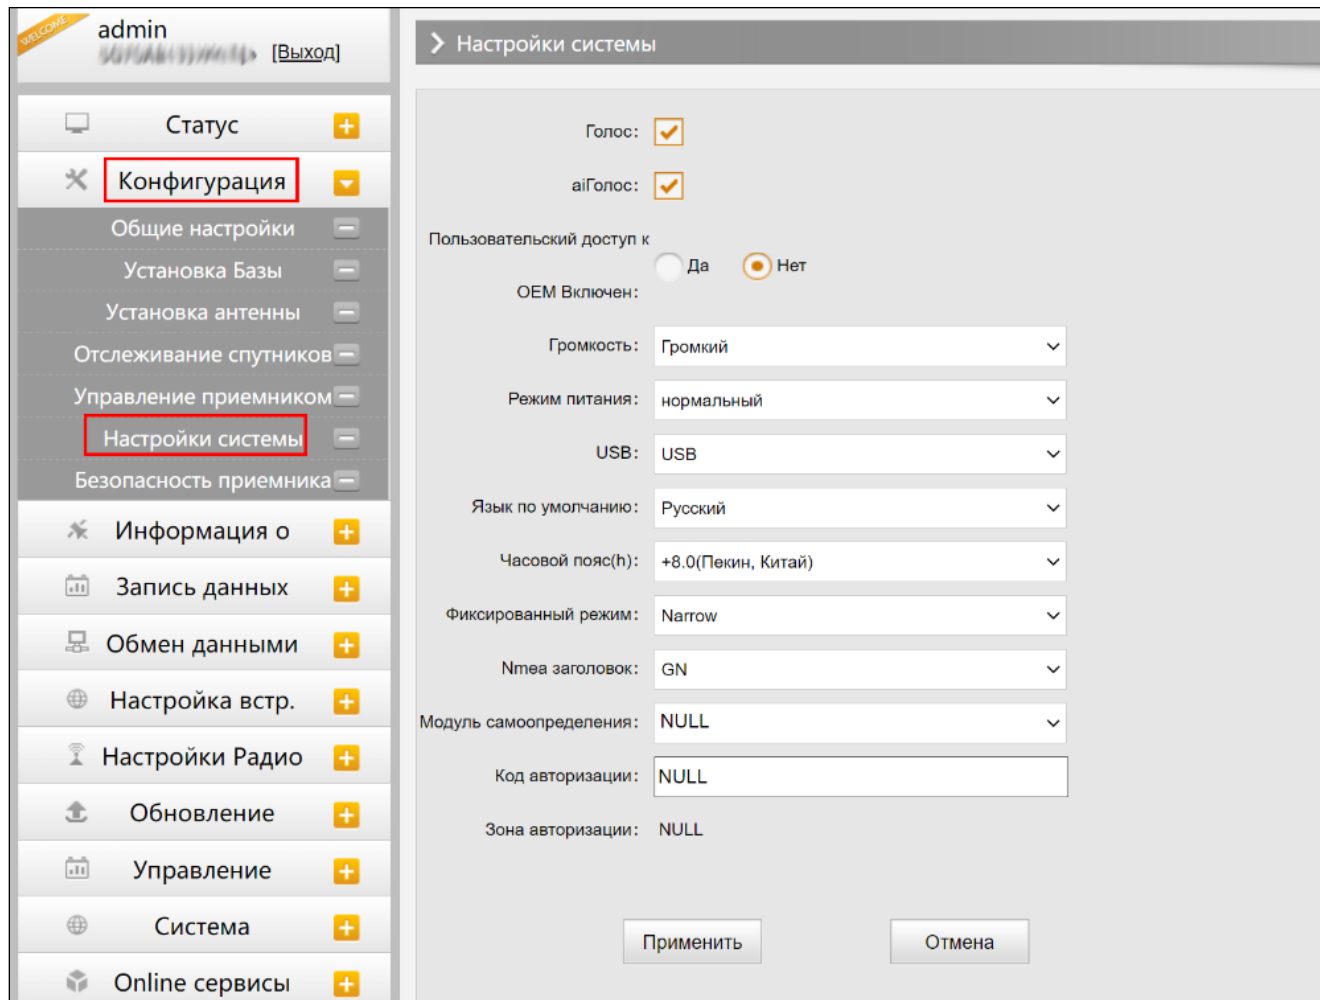 WELCOME
admin
[Выход]
Статус
Конфигурация
Общие настройки
Установка Базы
Установка антенны
Отслеживание спутников
Управление приемником
Настройки системы
Безопасность приемника
Информация о
Запись данных
Обмен данными
Настройка встр.
Настройки Радио
Обновление
Управление
Система
Online сервисы
Настройки системы
Голос:
aiГолос:
Пользовательский доступ к
Да Нет
OEM Включен:
Громкость: Громкий
Режим питания: нормальный
USB: USB
Язык по умолчанию: Русский
Часовой пояс(h): +8.0(Пекин, Китай)
Фиксированный режим: Narrow
Nmea заголовок: GN
Модуль самоопределения: NULL
Код авторизации: NULL
Зона авторизации: NULL
Применить Отмена